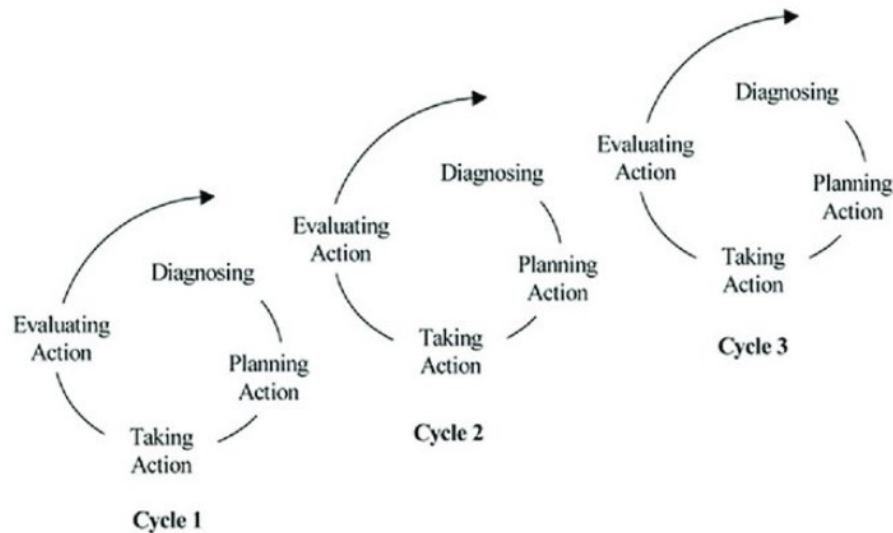 Diagnosing
Planning
Action
Taking
Action
Evaluating
Action
Cycle 1
Diagnosing
Planning
Action
Taking
Action
Evaluating
Action
Cycle 2
Diagnosing
Planning
Action
Taking
Action
Evaluating
Action
Cycle 3